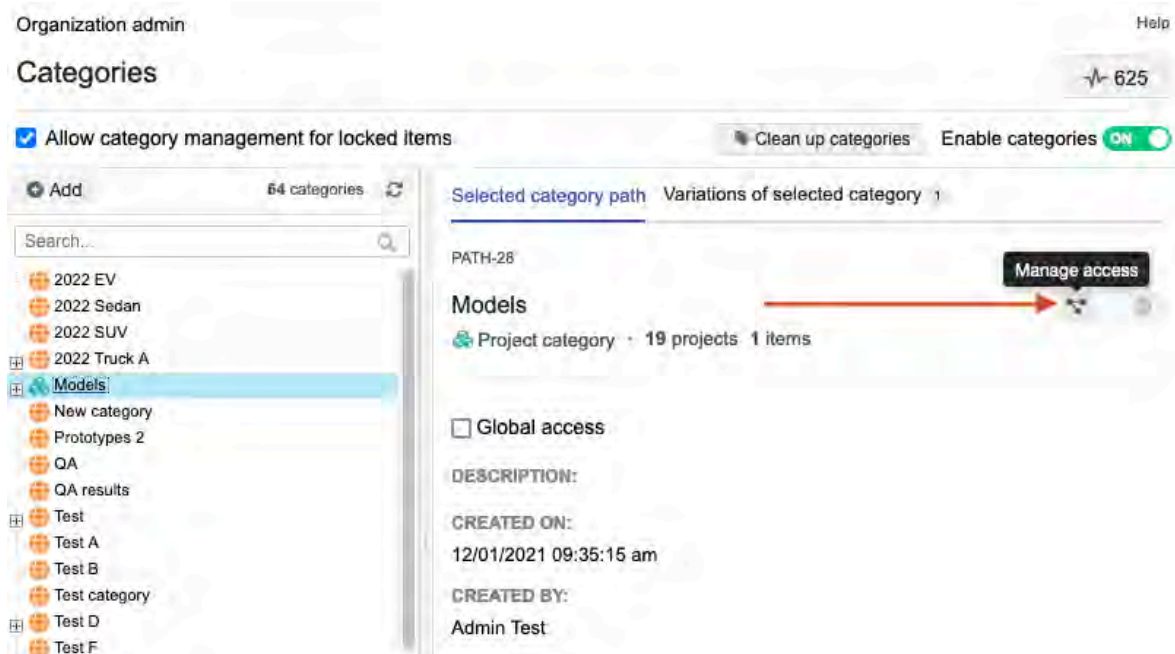 Organization admin
Help
Categories
625
Allow category management for locked items
Clean up categories
Enable categories ON
Add
64 categories
Selected category path
Variations of selected category 1
Search...
PATH-28
Manage access
2022 EV
2022 Sedan
2022 SUV
2022 Truck A
Models
New category
Prototypes 2
QA
QA results
Test
Test A
Test B
Test category
Test D
Test F
Models
Project category · 19 projects 1 items
Global access
DESCRIPTION:
CREATED ON:
12/01/2021 09:35:15 am
CREATED BY:
Admin Test